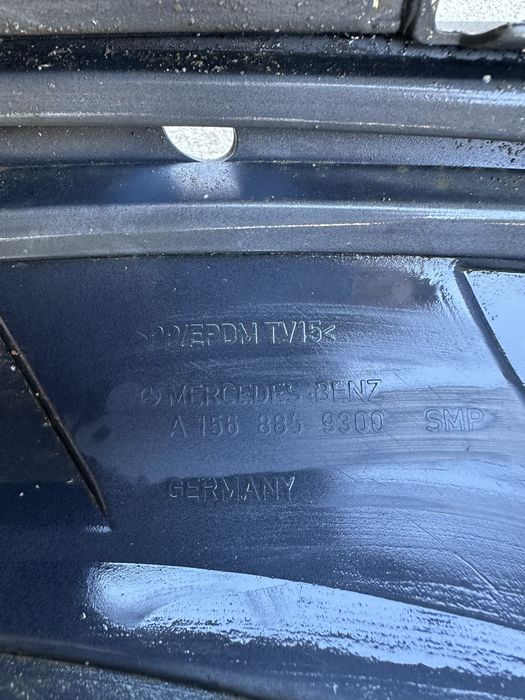 >PP/EPDM TV15<
MERCEDES-BENZ
A 156 885 9300 SMP
GERMANY